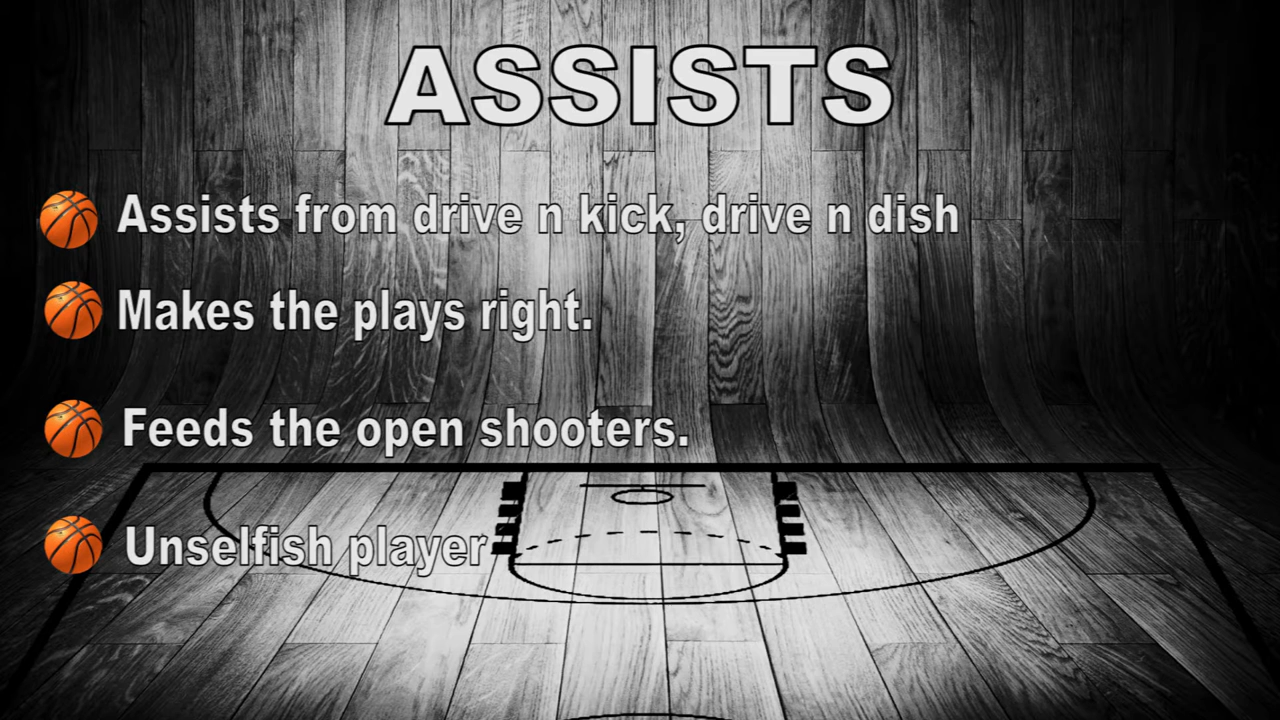 ASSISTS
Assists from drive n kick, drive n dish
Makes the plays right.
Feeds the open shooters.
Unselfish player